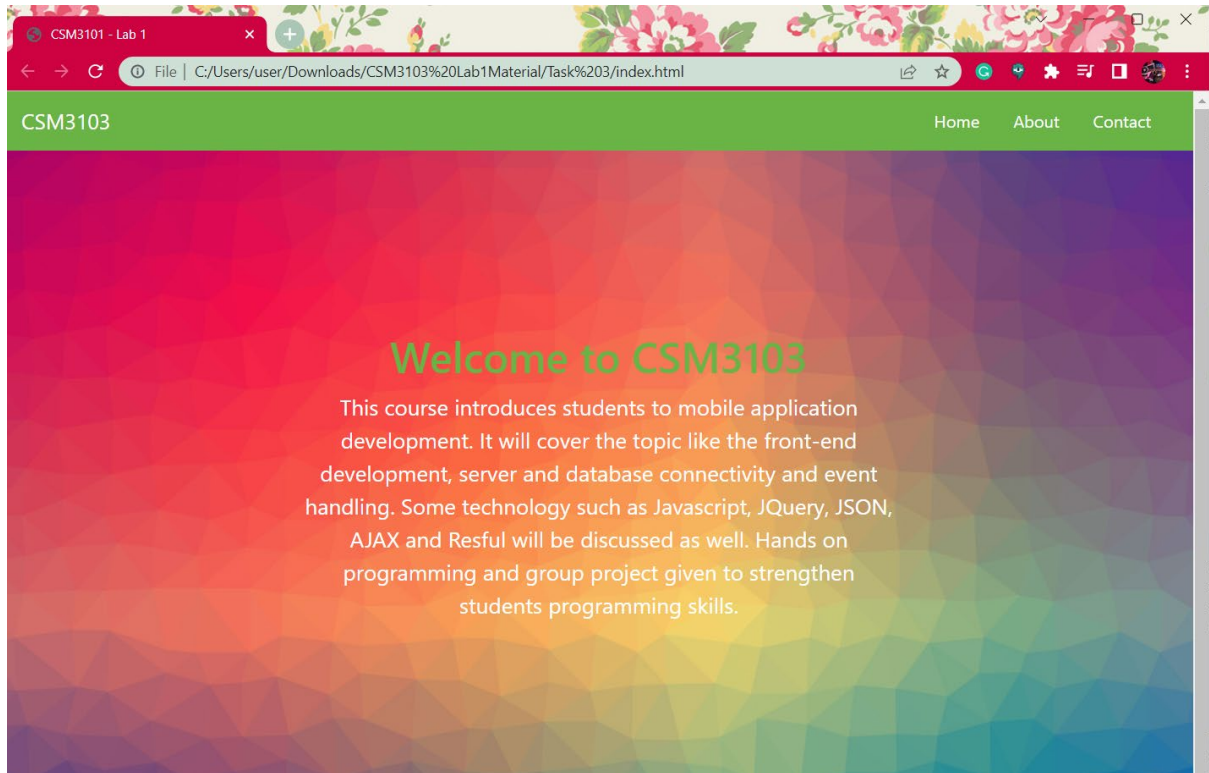 CSM3101 - Lab 1
File | C:/Users/user/Downloads/CSM3103%20Lab1Material/Task%203/index.html
CSM3103
Home About Contact
Welcome to CSM3103
This course introduces students to mobile application
development. It will cover the topic like the front-end
development, server and database connectivity and event
handling. Some technology such as Javascript, JQuery, JSON,
AJAX and Resful will be discussed as well. Hands on
programming and group project given to strengthen
students programming skills.